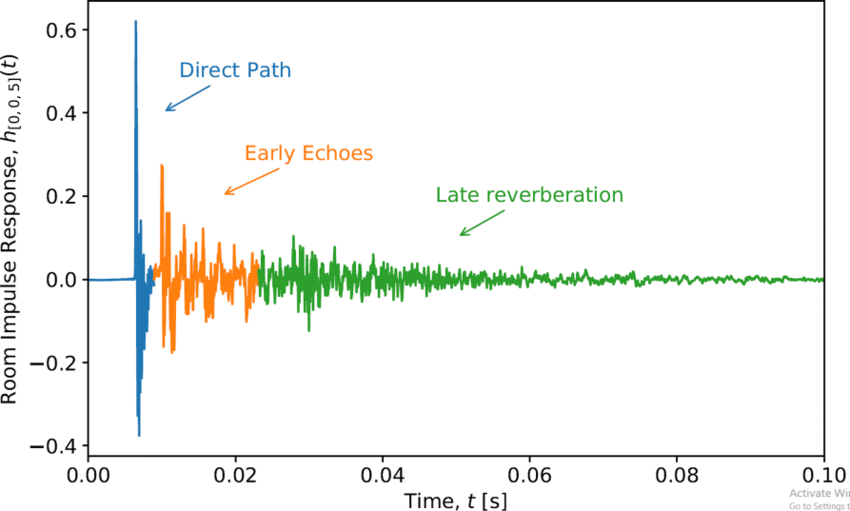 Room Impulse Response, h[0, 0, 5](t)
0.6
0.4
0.2
0.0
−0.2
−0.4
Direct Path
Early Echoes
Late reverberation
0.00 0.02 0.04 0.06 0.08 0.10
Time, t [s]
Activate Wi
Go to Settings t